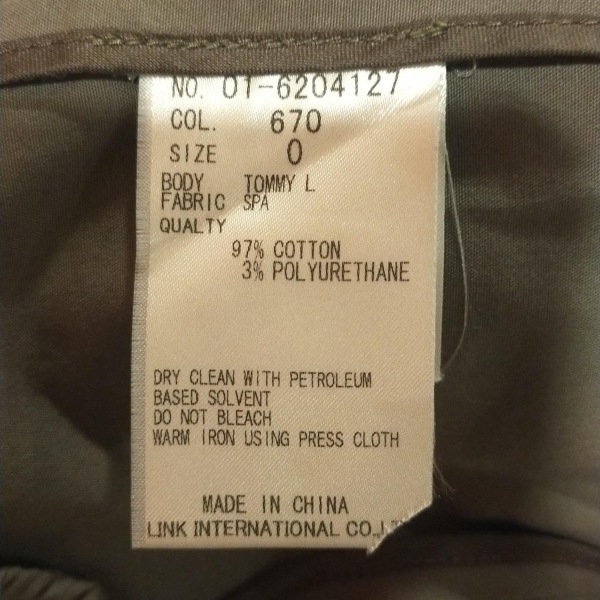 NO. 01-6204127
COL. 670
SIZE 0
BODY TOMMY L
FABRIC SPA
QUALTY
97% COTTON
3% POLYURETHANE
DRY CLEAN WITH PETROLEUM
BASED SOLVENT
DO NOT BLEACH
WARM IRON USING PRESS CLOTH
MADE IN CHINA
LINK INTERNATIONAL CO.,